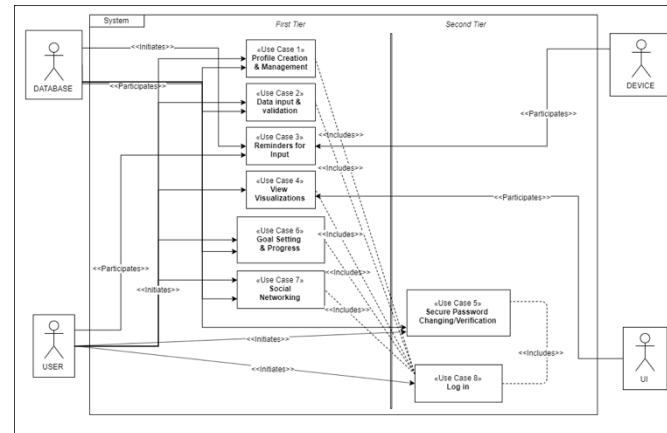 System
First Tier
Second Tier
DATABASE
<<Initiates>>
<<Participates>>
«Use Case 1»
Profile Creation
& Management
«Use Case 2»
Data input &
validation
«Use Case 3»
Reminders for
Input
«Use Case 4»
View
Visualizations
«Use Case 6»
Goal Setting
& Progress
«Use Case 7»
Social
Networking
<<Includes>>
<<Includes>>
<<Includes>>
<<Includes>>
<<Includes>>
<<Includes>>
DEVICE
<<Participates>>
<<Participates>>
<<Participates>>
<<Initiates>>
USER
<<Initiates>>
<<Initiates>>
«Use Case 5»
Secure Password
Changing/Verification
<<Includes>>
«Use Case 8»
Log in
UI